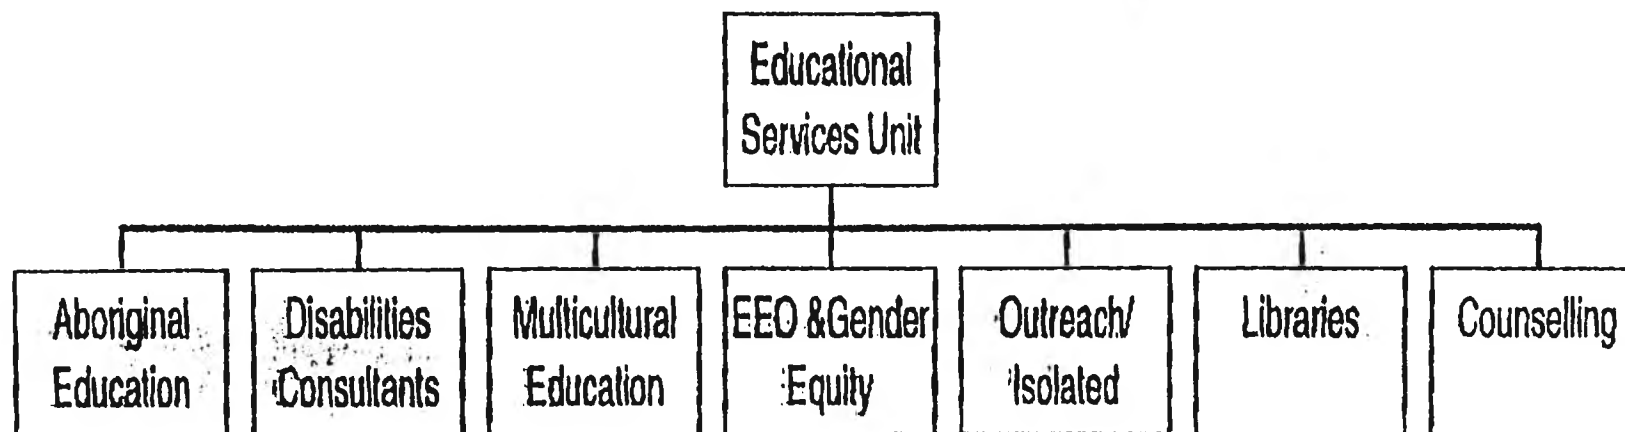 Educational
Services Unit
Aboriginal
Education
Disabilities
Consultants
Multicultural
Education
EEO &Gender
Equity
Outreach/
Isolated
Libraries
Counselling